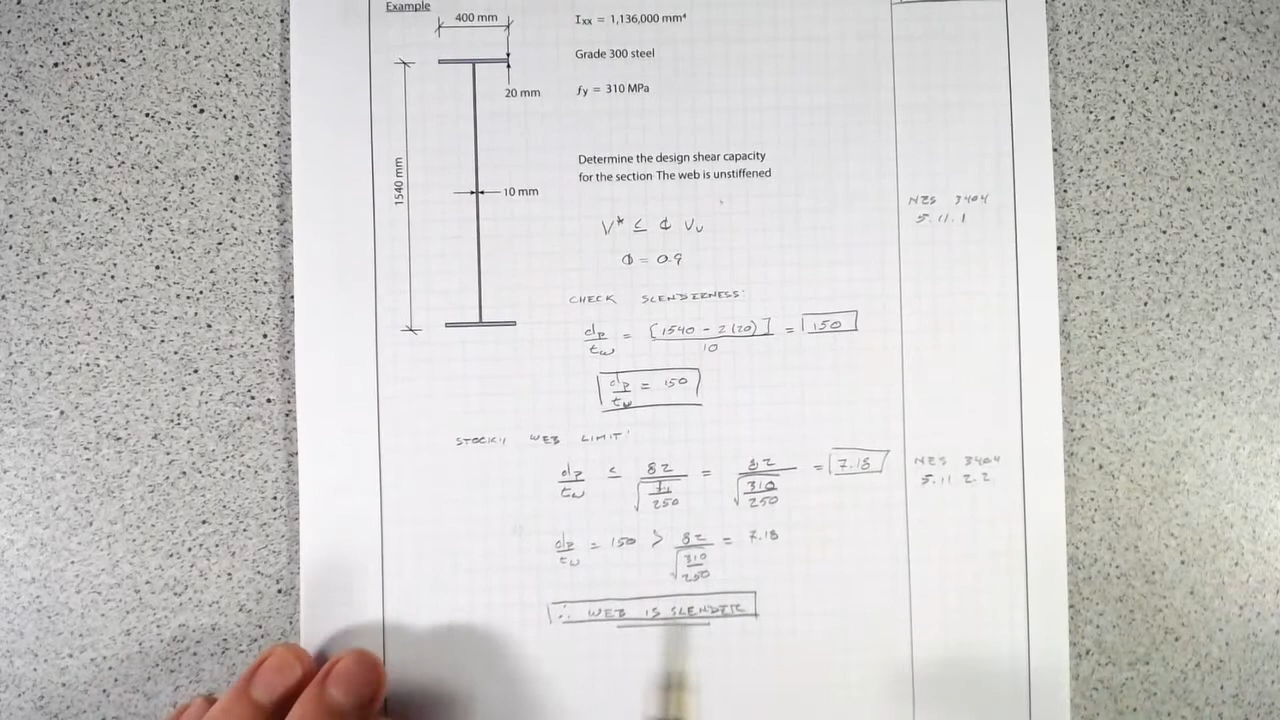 Example
400 mm
Ixx = 1,136,000 mm⁴
Grade 300 steel
20 mm
fy = 310 MPa
1540 mm
10 mm
Determine the design shear capacity
for the section The web is unstiffened
NZS 3404
5.11.1
V* ≤ ϕ Vv
ϕ = 0.9
CHECK SLENDERNESS:
dp/tw = [1540 - 2(20)]/10 = 150
dp/tw = 150
STOCKY WEB LIMIT:
dp/tw ≤ 82/√(fy/250) = 82/√(310/250) = 7.18
NZS 3404
5.11 2.2
dp/tw = 150 > 82/√(310/250) = 7.18
∴ WEB IS SLENDER